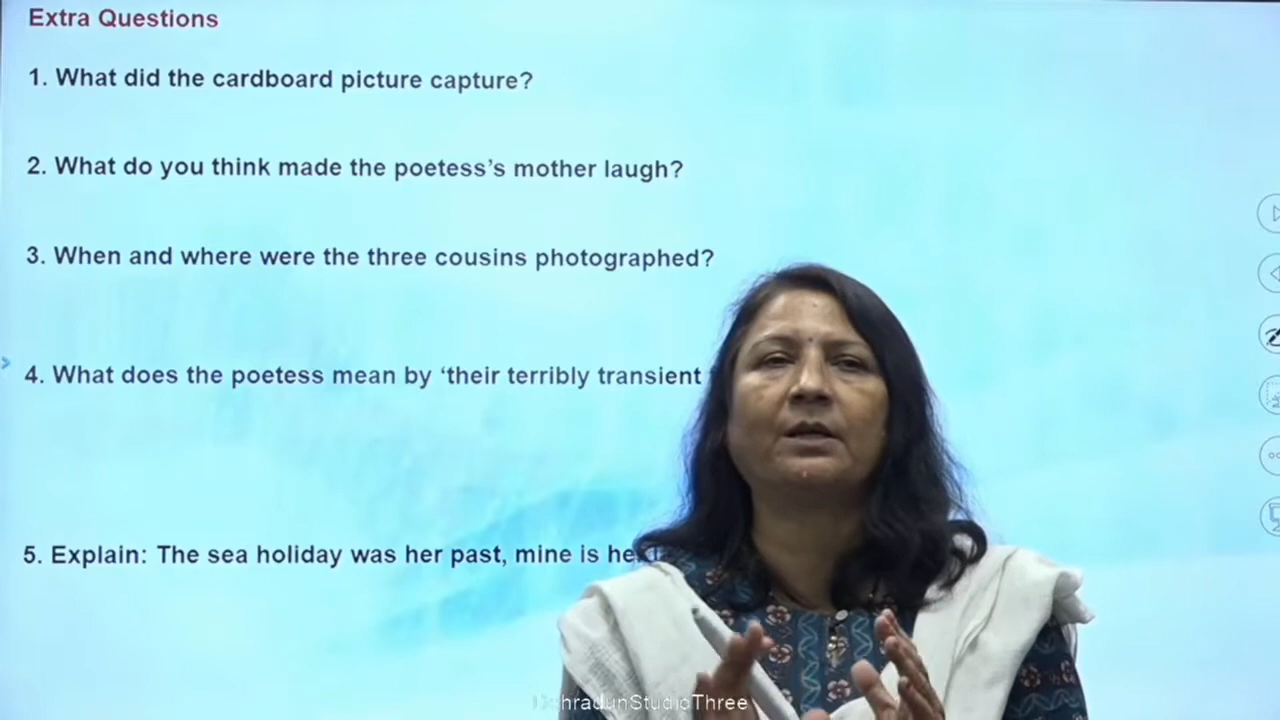 Extra Questions
1. What did the cardboard picture capture?
2. What do you think made the poetess’s mother laugh?
3. When and where were the three cousins photographed?
4. What does the poetess mean by ‘their terribly transient
5. Explain: The sea holiday was her past, mine is her